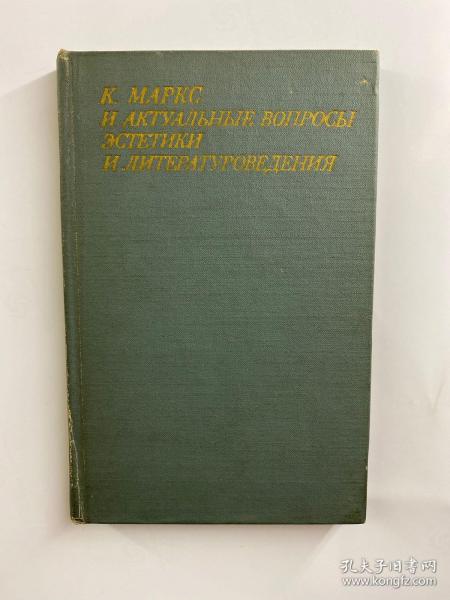 К. МАРКС
И АКТУАЛЬНЫЕ ВОПРОСЫ
ЭСТЕТИКИ
И ЛИТЕРАТУРОВЕДЕНИЯ
孔夫子旧书网
www.kongfz.com